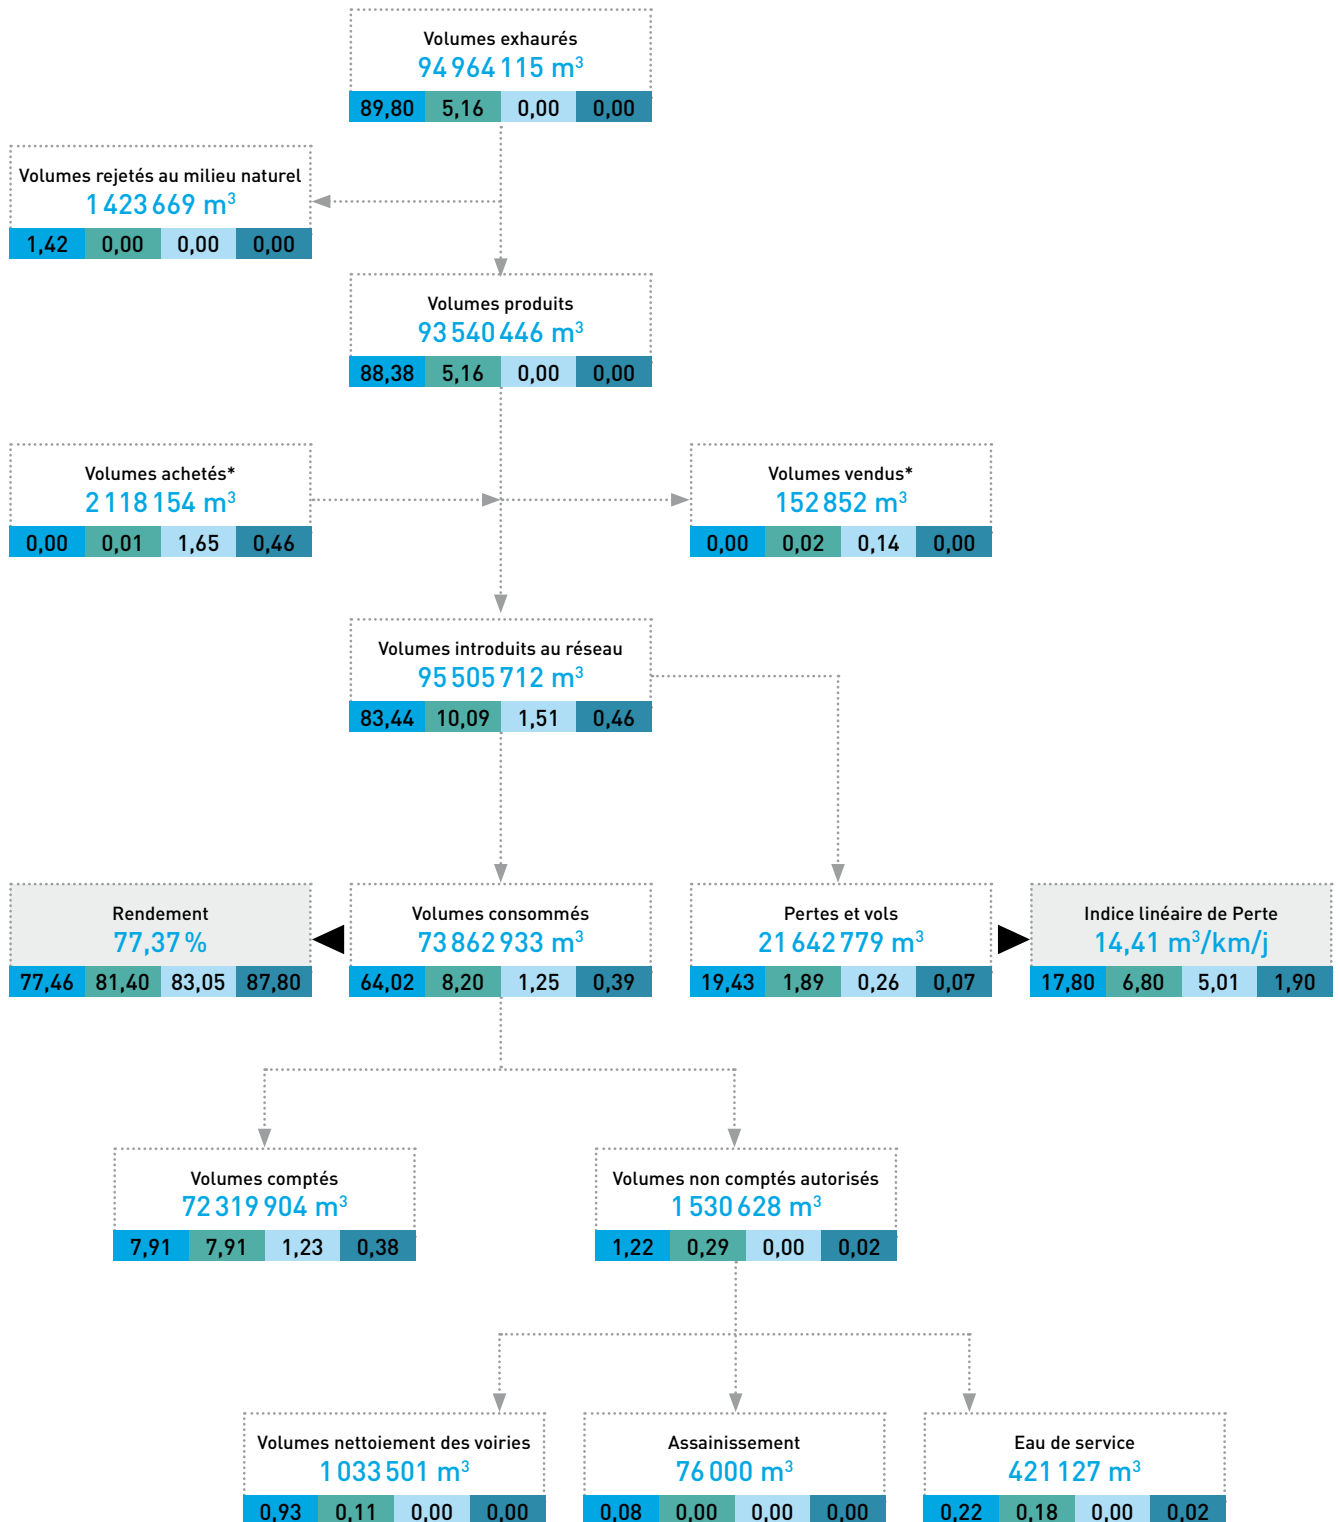 Volumes exhaurés
94 964 115 m³
89,80 5,16 0,00 0,00
Volumes rejetés au milieu naturel
1 423 669 m³
1,42 0,00 0,00 0,00
Volumes produits
93 540 446 m³
88,38 5,16 0,00 0,00
Volumes achetés*
2 118 154 m³
0,00 0,01 1,65 0,46
Volumes vendus*
152 852 m³
0,00 0,02 0,14 0,00
Volumes introduits au réseau
95 505 712 m³
83,44 10,09 1,51 0,46
Rendement
77,37 %
77,46 81,40 83,05 87,80
Volumes consommés
73 862 933 m³
64,02 8,20 1,25 0,39
Pertes et vols
21 642 779 m³
19,43 1,89 0,26 0,07
Indice linéaire de Perte
14,41 m³/km/j
17,80 6,80 5,01 1,90
Volumes comptés
72 319 904 m³
7,91 7,91 1,23 0,38
Volumes non comptés autorisés
1 530 628 m³
1,22 0,29 0,00 0,02
Volumes nettoiement des voiries
1 033 501 m³
0,93 0,11 0,00 0,00
Assainissement
76 000 m³
0,08 0,00 0,00 0,00
Eau de service
421 127 m³
0,22 0,18 0,00 0,02